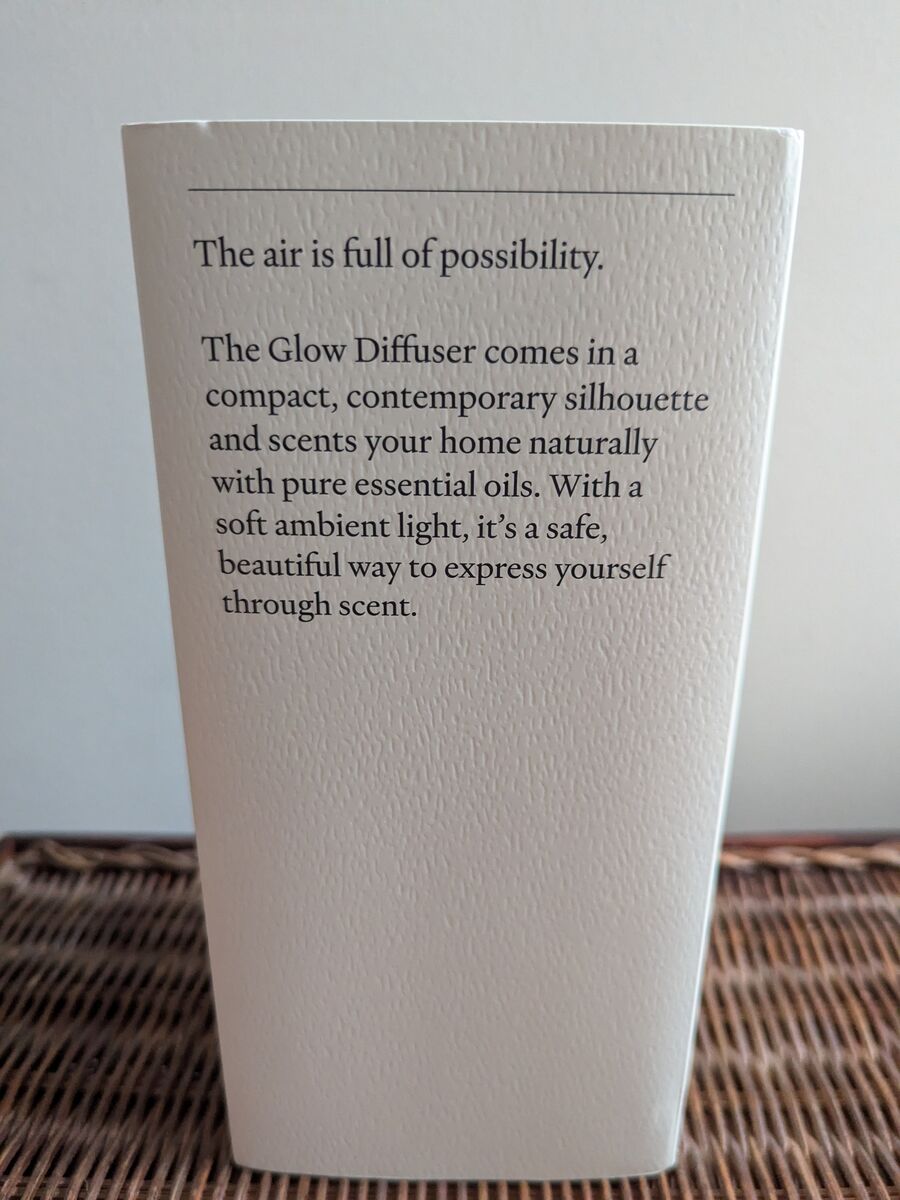 The air is full of possibility.
The Glow Diffuser comes in a
compact, contemporary silhouette
and scents your home naturally
with pure essential oils. With a
soft ambient light, it’s a safe,
beautiful way to express yourself
through scent.